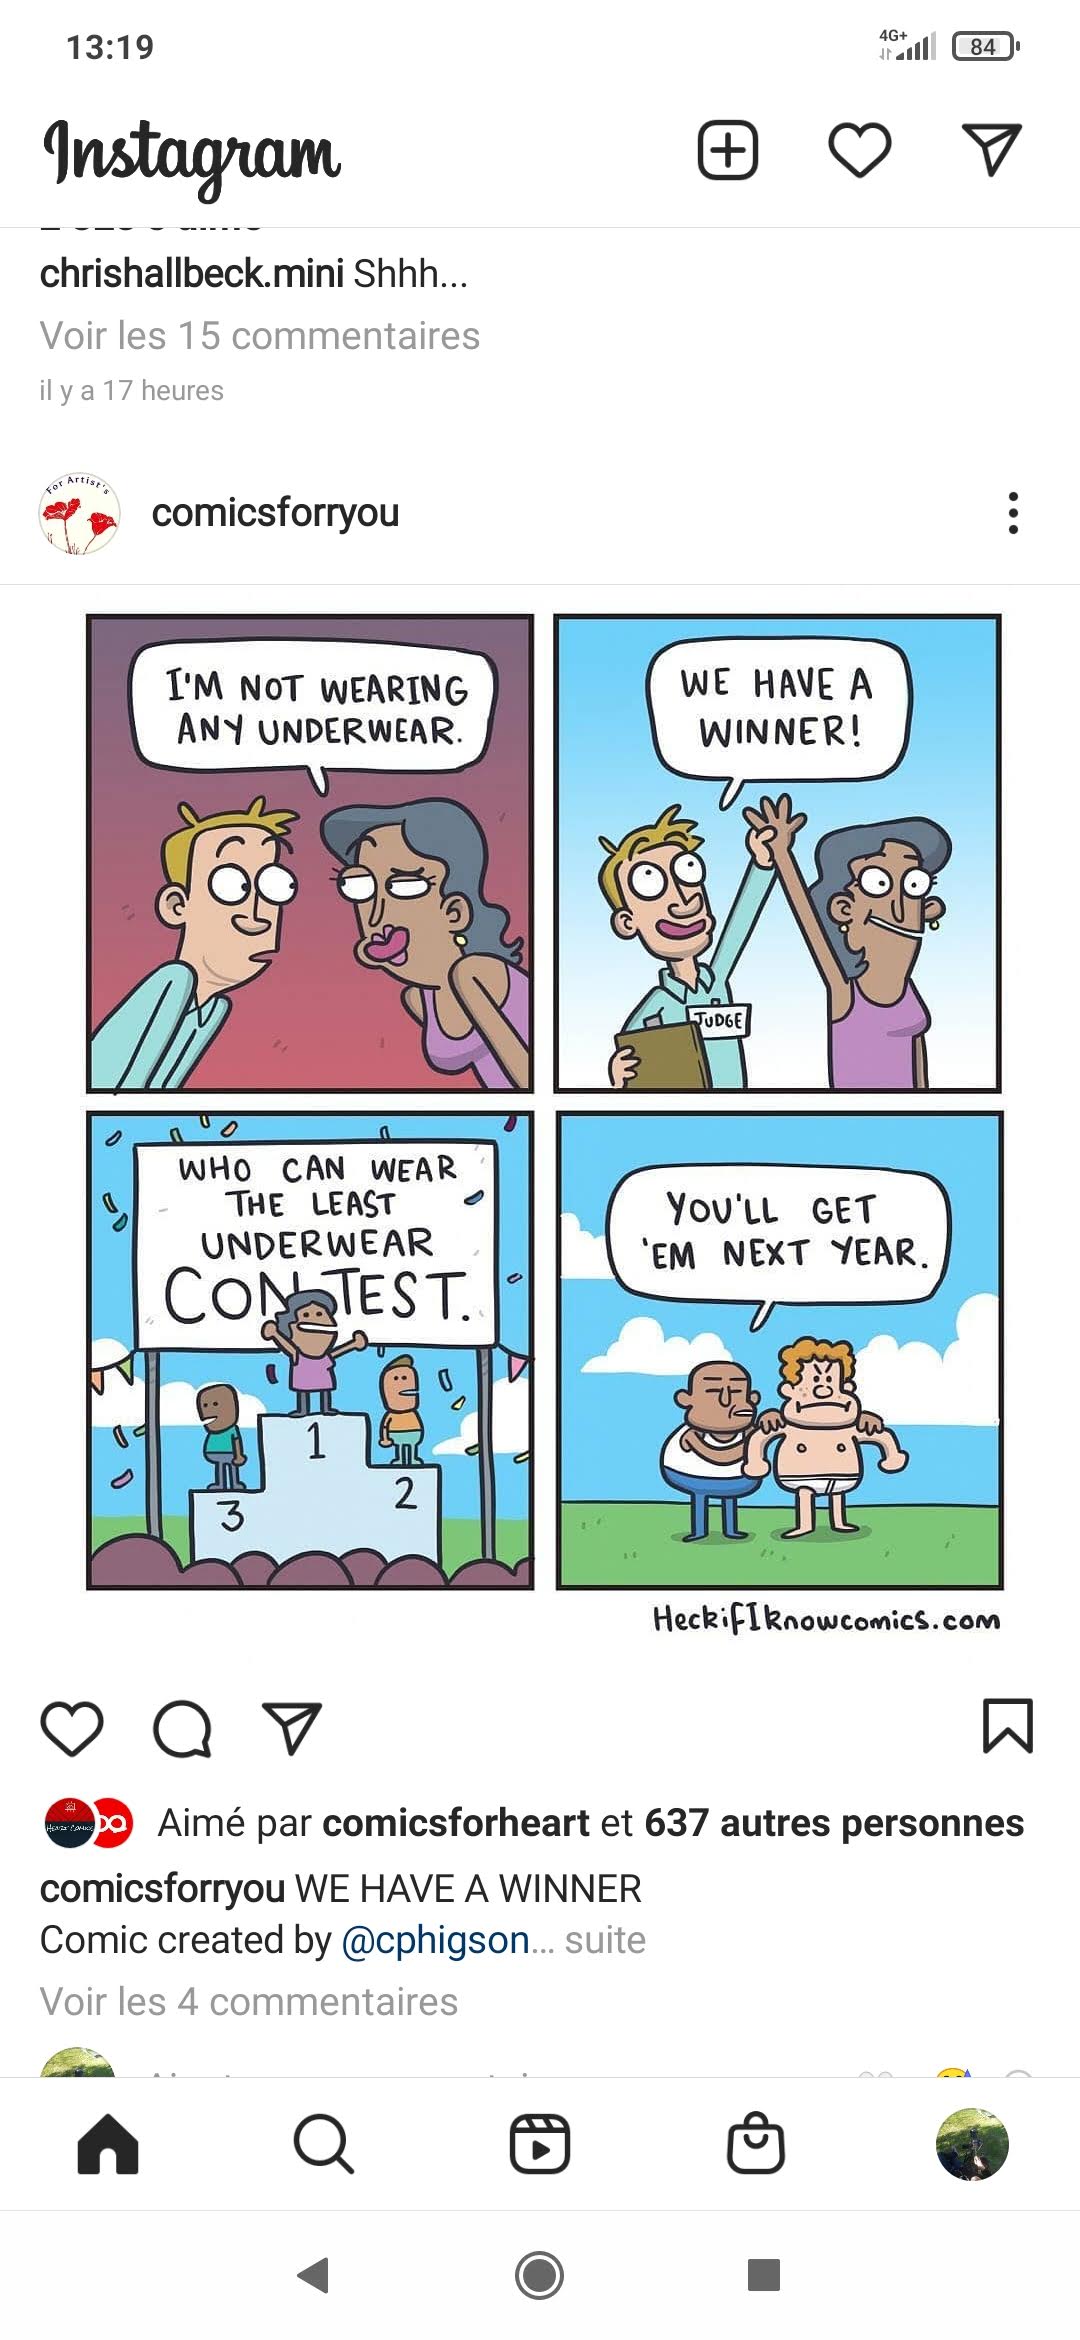 13:19
4G+
84
Instagram
chrishallbeck.mini Shhh...
Voir les 15 commentaires
il y a 17 heures
For Artist's
comicsforryou
I'M NOT WEARING
ANY UNDERWEAR.
WE HAVE A
WINNER!
JUDGE
WHO CAN WEAR
THE LEAST
UNDERWEAR
CONTEST.
1
2
3
YOU'LL GET
'EM NEXT YEAR.
HeckifIknowcomics.com
Aimé par comicsforheart et 637 autres personnes
comicsforryou WE HAVE A WINNER
Comic created by @cphigson... suite
Voir les 4 commentaires